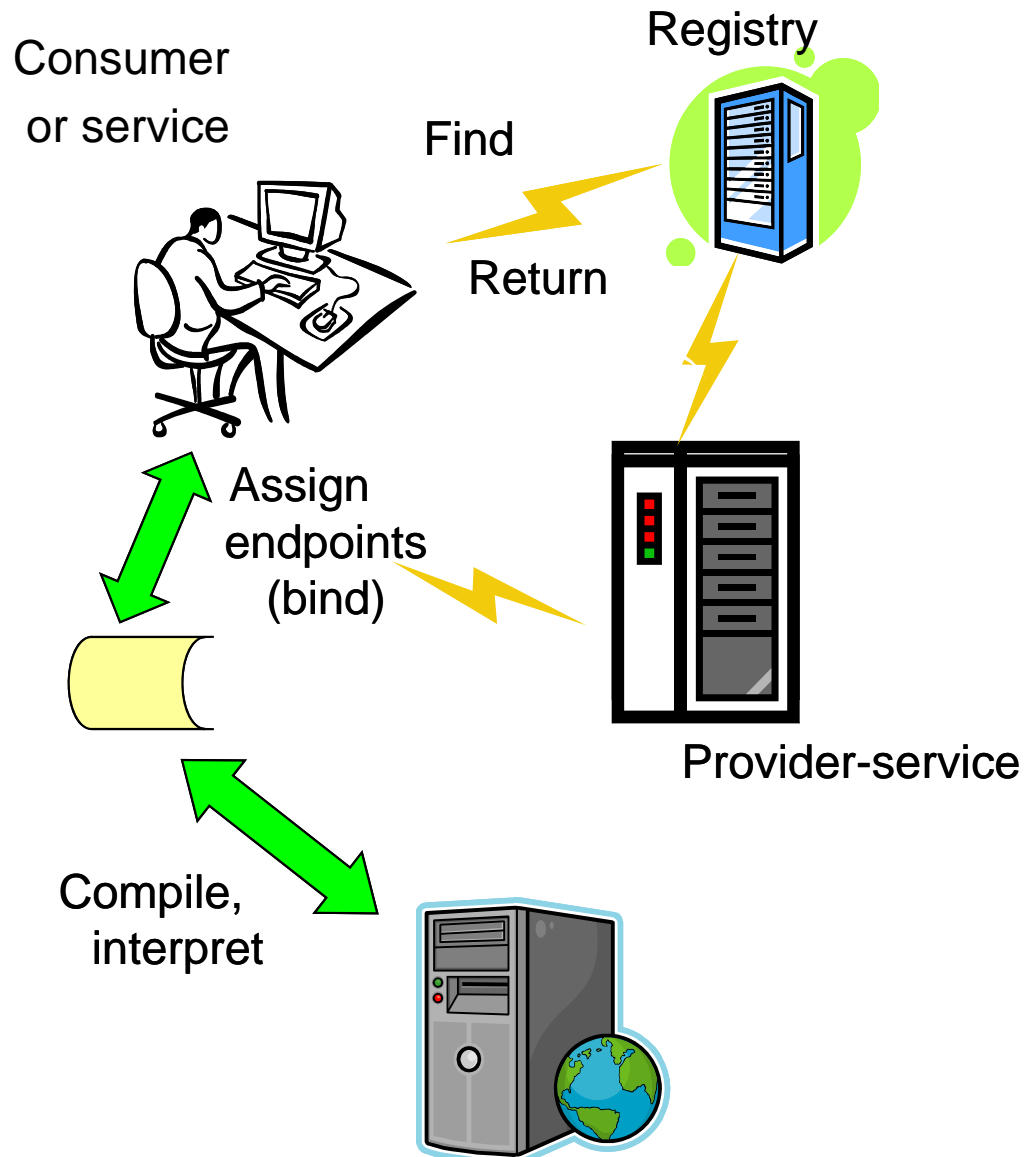 Consumer
or service
Registry
Find
Return
Assign
endpoints
(bind)
Provider-service
Compile,
interpret